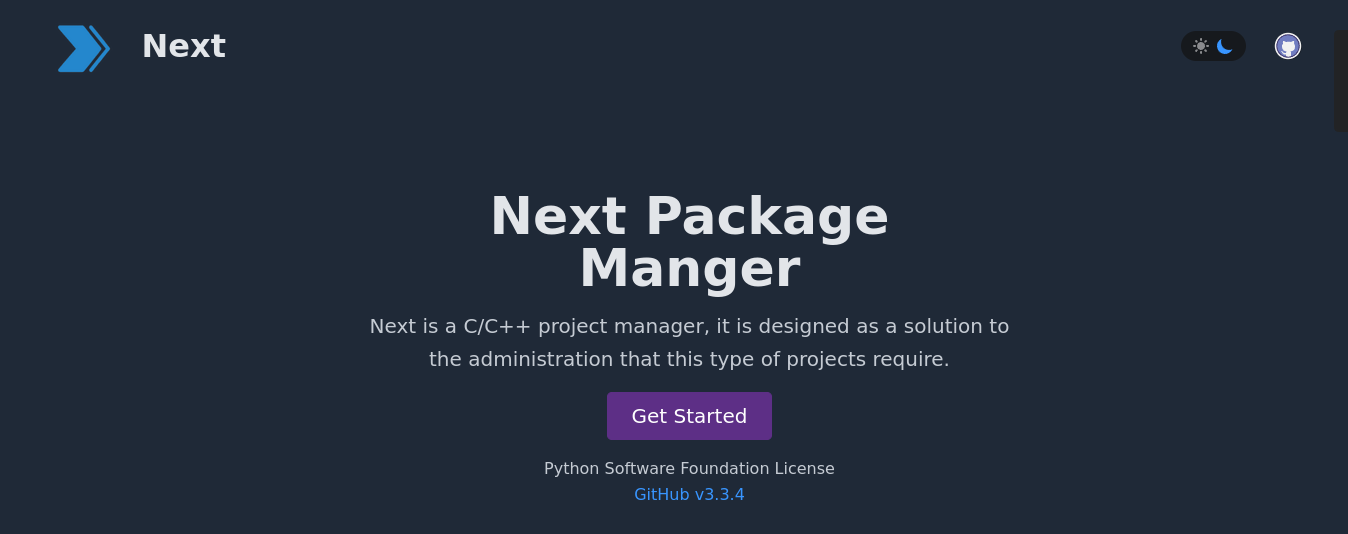 Next
Next Package
Manger
Next is a C/C++ project manager, it is designed as a solution to
the administration that this type of projects require.
Get Started
Python Software Foundation License
GitHub v3.3.4